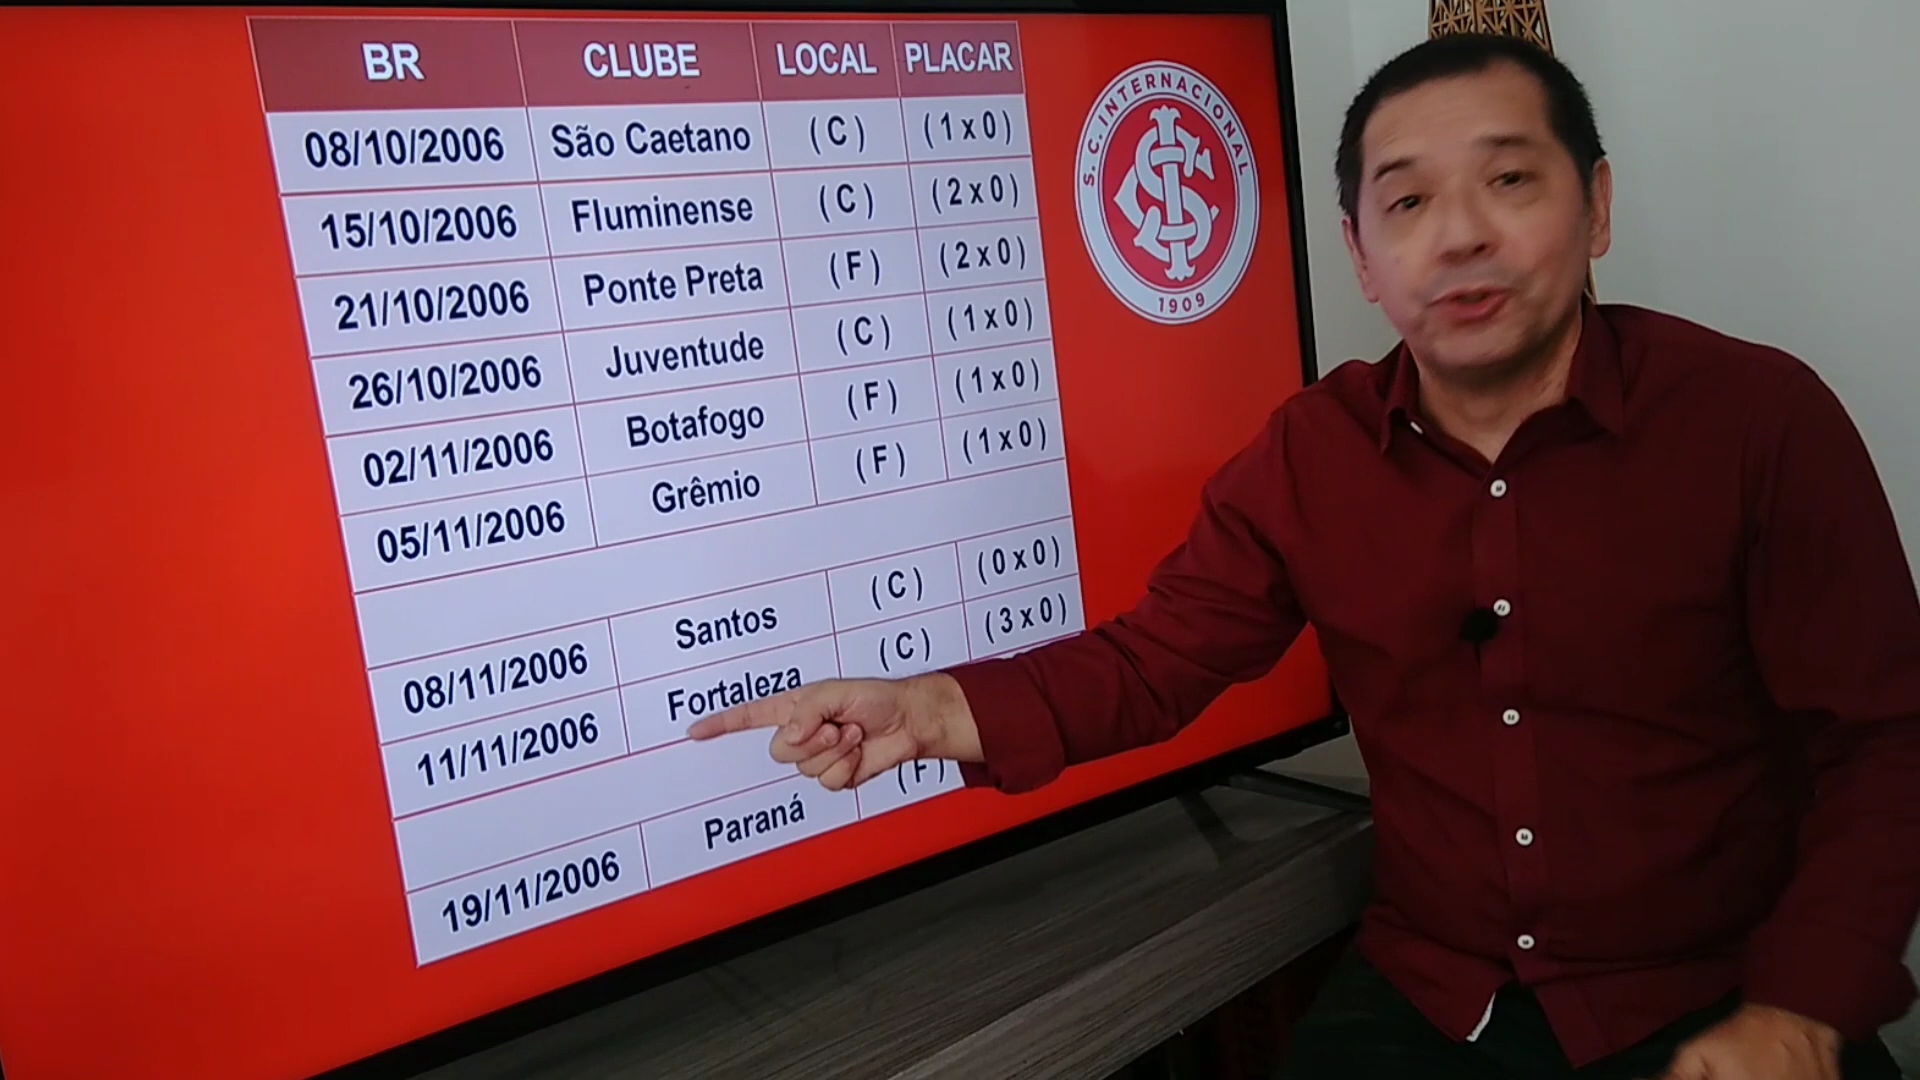 BR CLUBE LOCAL PLACAR
08/10/2006 São Caetano ( C ) ( 1 x 0 )
15/10/2006 Fluminense ( C ) ( 2 x 0 )
21/10/2006 Ponte Preta ( F ) ( 2 x 0 )
26/10/2006 Juventude ( C ) ( 1 x 0 )
02/11/2006 Botafogo ( F ) ( 1 x 0 )
05/11/2006 Grêmio ( F ) ( 1 x 0 )
08/11/2006 Santos ( C ) ( 0 x 0 )
11/11/2006 Fortaleza ( C ) ( 3 x 0 )
19/11/2006 Paraná ( F )
S. C. INTERNACIONAL
SCI
1909